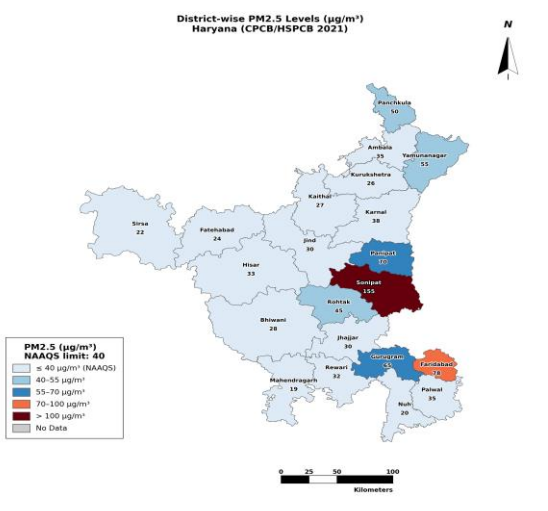 District-wise PM2.5 Levels (µg/m³)
Haryana (CPCB/HSPCB 2021)
N
Panchkula
50
Ambala
35
Yamunanagar
55
Kurukshetra
26
Kaithal
27
Karnal
38
Sirsa
22
Fatehabad
24
Jind
30
Panipat
70
Hisar
33
Sonipat
155
Rohtak
45
Bhiwani
28
Jhajjar
30
Gurugram
65
Faridabad
78
Rewari
32
Mahendragarh
19
Palwal
35
Nuh
20
PM2.5 (µg/m³)
NAAQS limit: 40
≤ 40 µg/m³ (NAAQS)
40–55 µg/m³
55–70 µg/m³
70–100 µg/m³
> 100 µg/m³
No Data
0 25 50 100
Kilometers